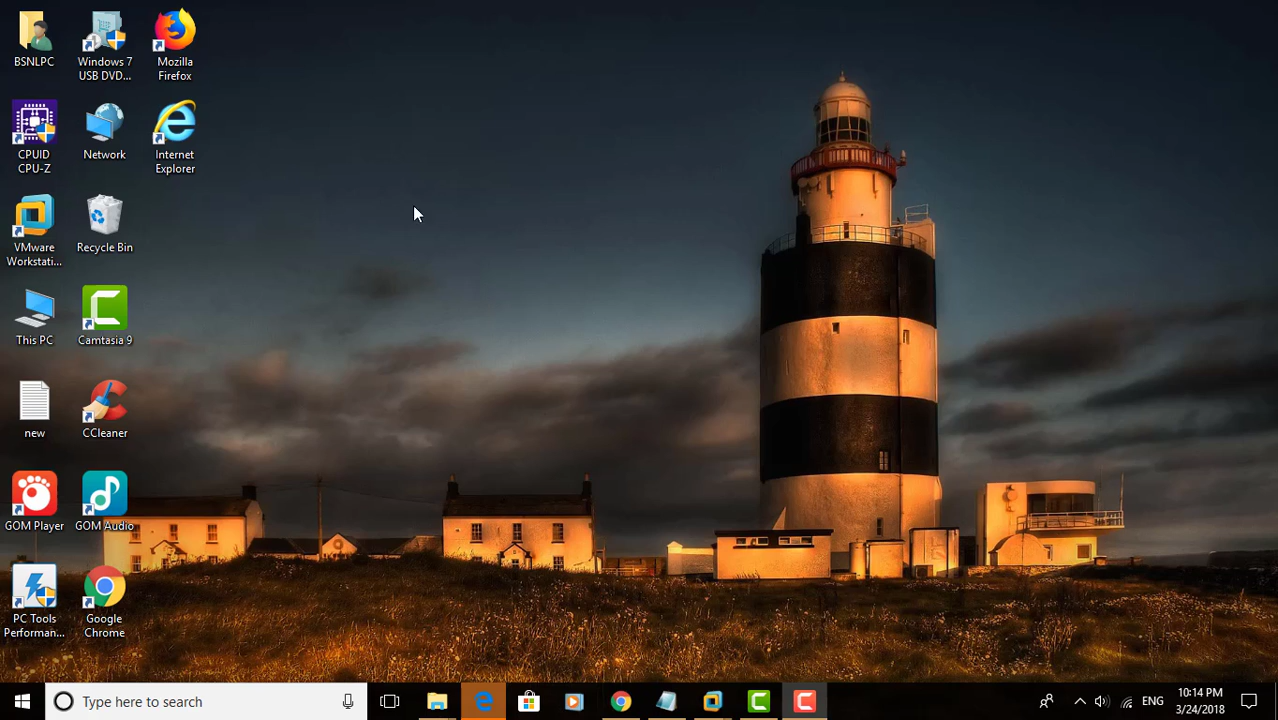 BSNLPC
Windows 7
USB DVD...
Mozilla
Firefox
CPUID
CPU-Z
Network
Internet
Explorer
VMware
Workstati...
Recycle Bin
This PC
Camtasia 9
new
CCleaner
GOM Player
GOM Audio
PC Tools
Performan...
Google
Chrome
Type here to search
ENG
10:14 PM
3/24/2018